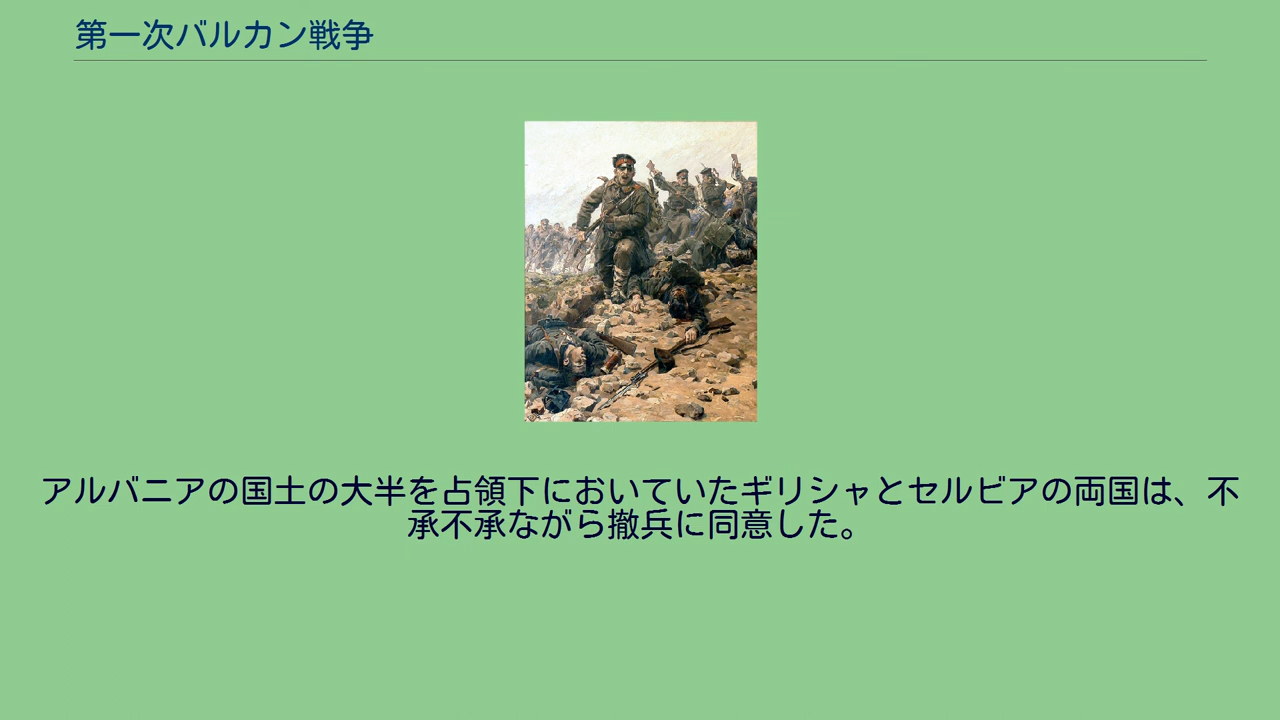 第一次バルカン戦争
アルバニアの国土の大半を占領下においていたギリシャとセルビアの両国は、不
承不承ながら撤兵に同意した。